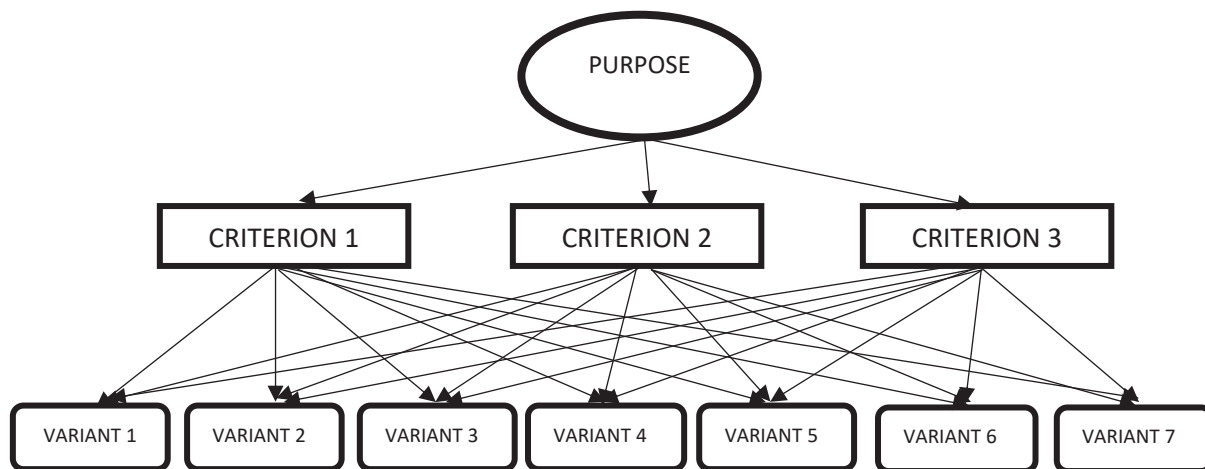 PURPOSE
CRITERION 1
CRITERION 2
CRITERION 3
VARIANT 1
VARIANT 2
VARIANT 3
VARIANT 4
VARIANT 5
VARIANT 6
VARIANT 7